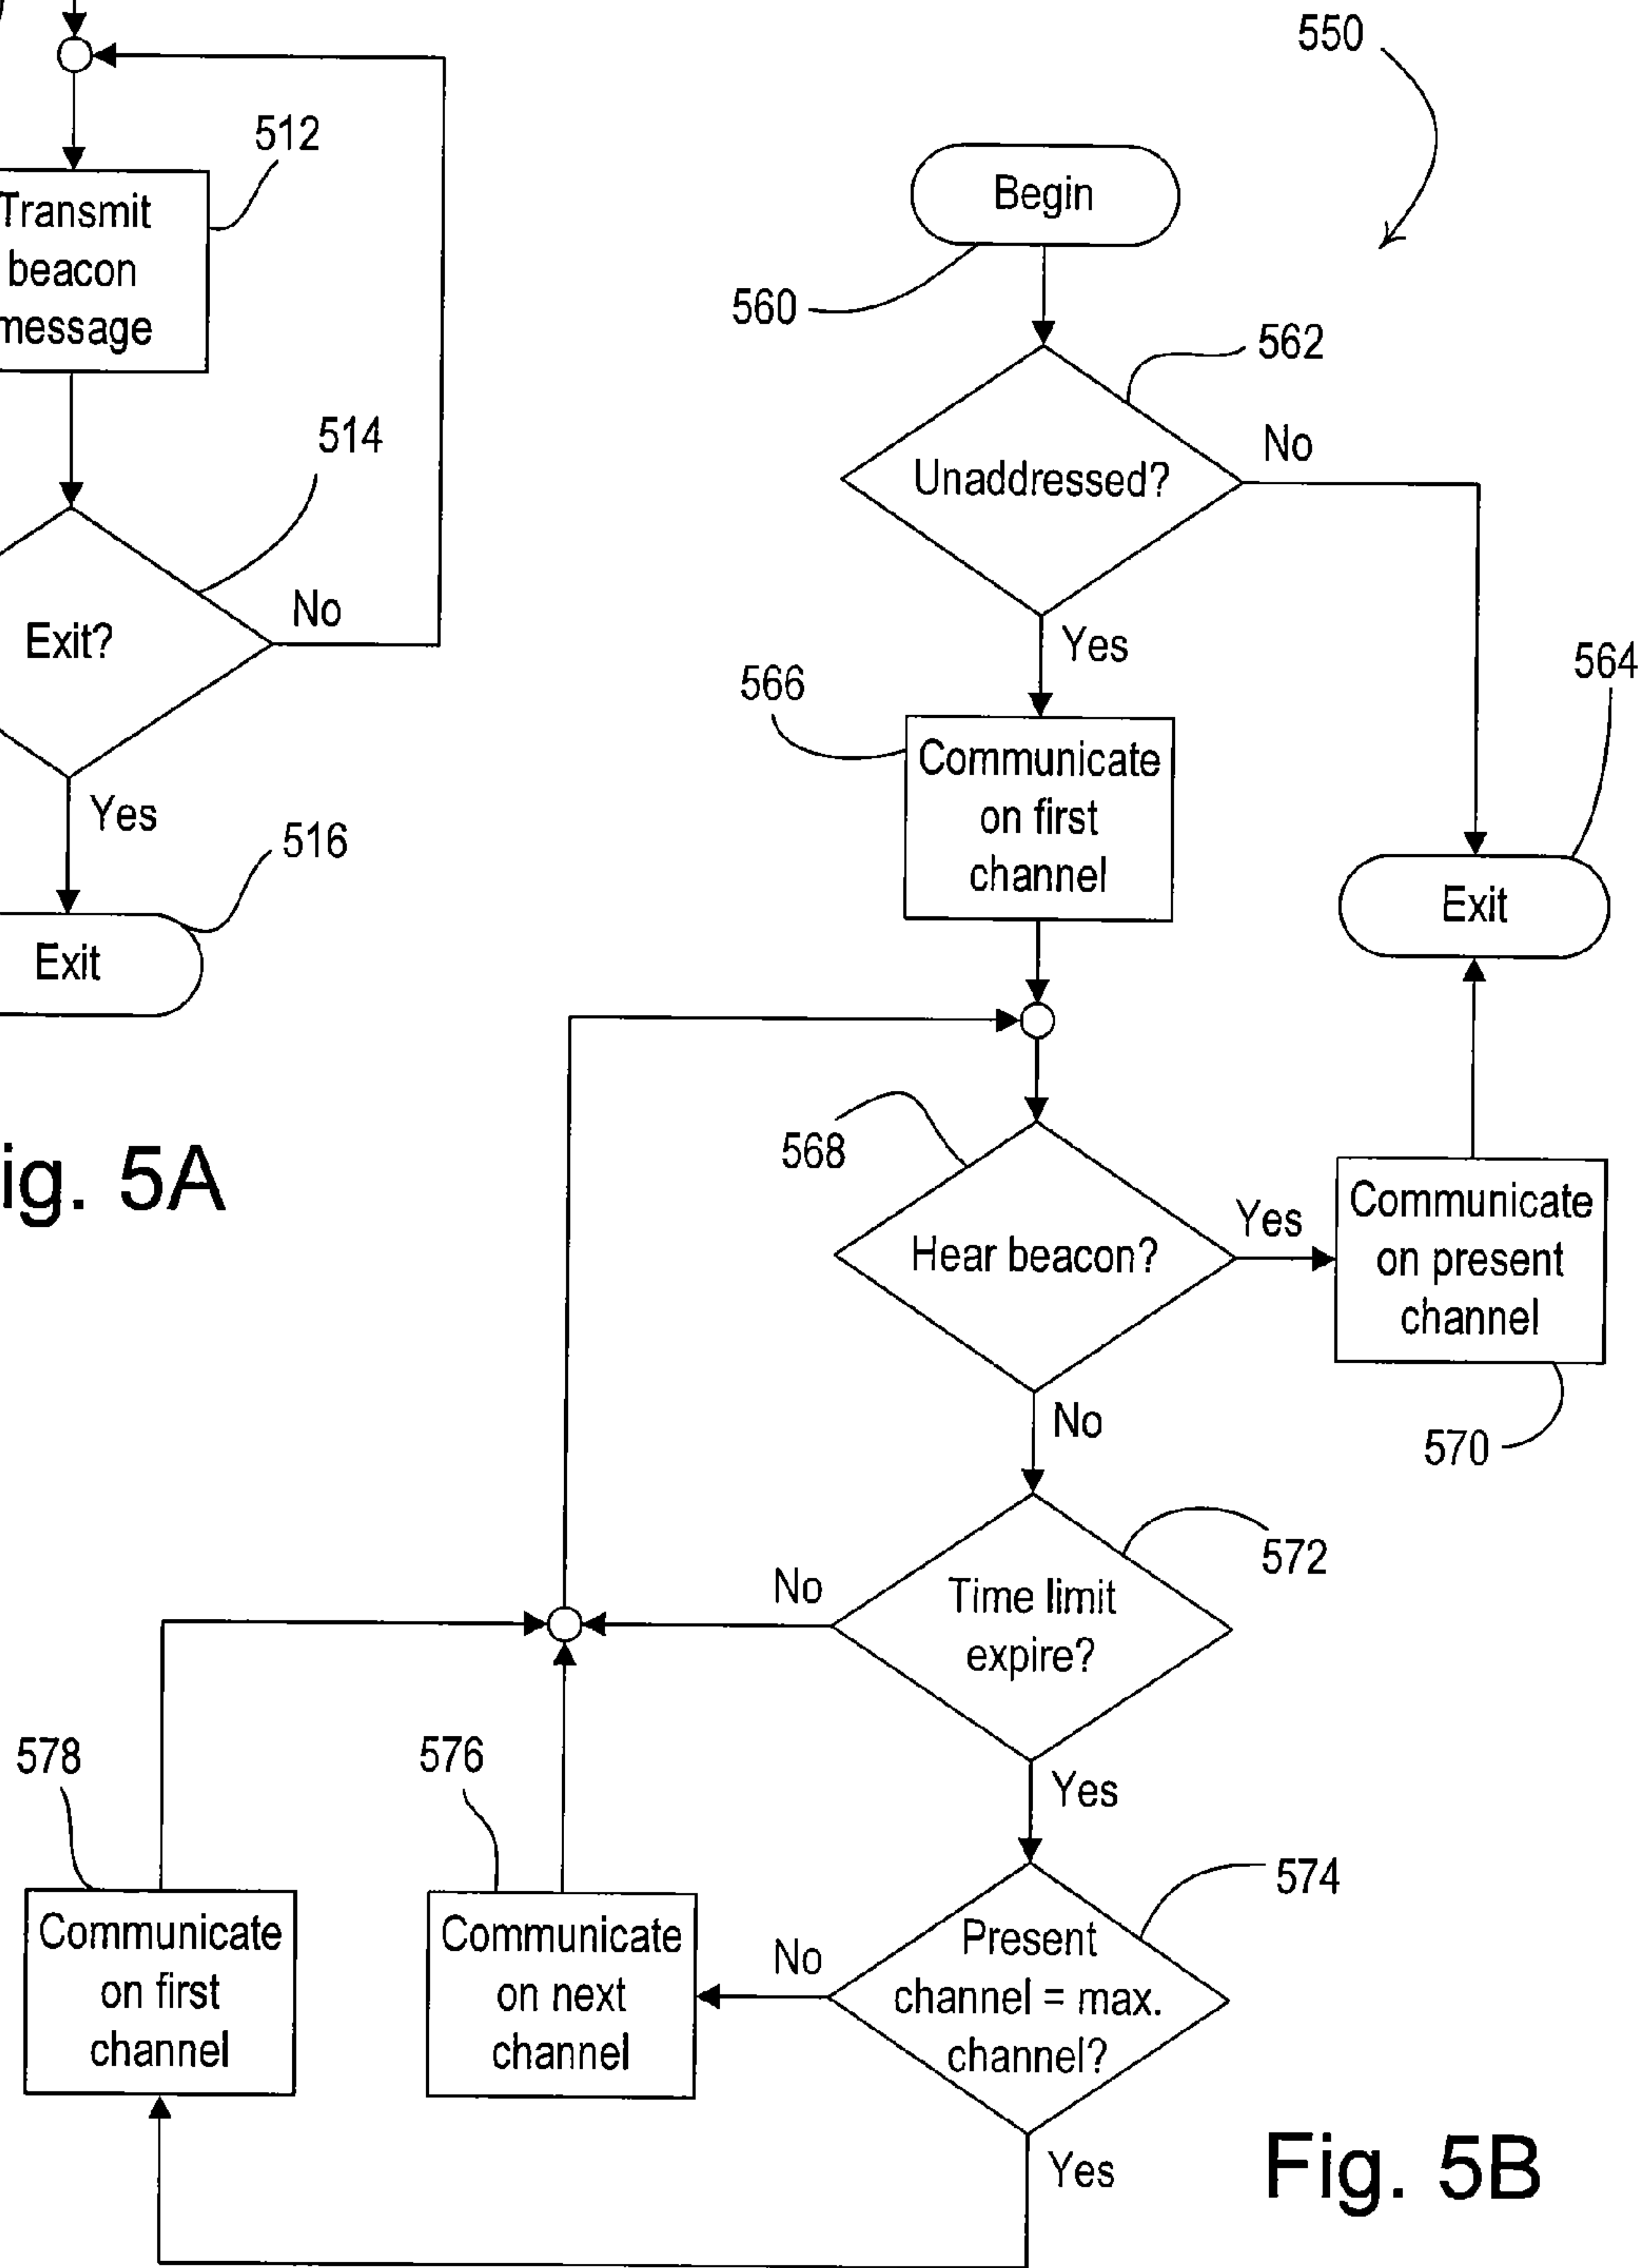 512
Transmit
beacon
message
514
Exit?
No
Yes
516
Exit
ig. 5A
550
Begin
560
562
Unaddressed?
No
Yes
566
Communicate
on first
channel
564
Exit
568
Hear beacon?
Yes
Communicate
on present
channel
570
No
572
Time limit
expire?
No
Yes
574
Present
channel = max.
channel?
No
576
Communicate
on next
channel
578
Communicate
on first
channel
Yes
Fig. 5B